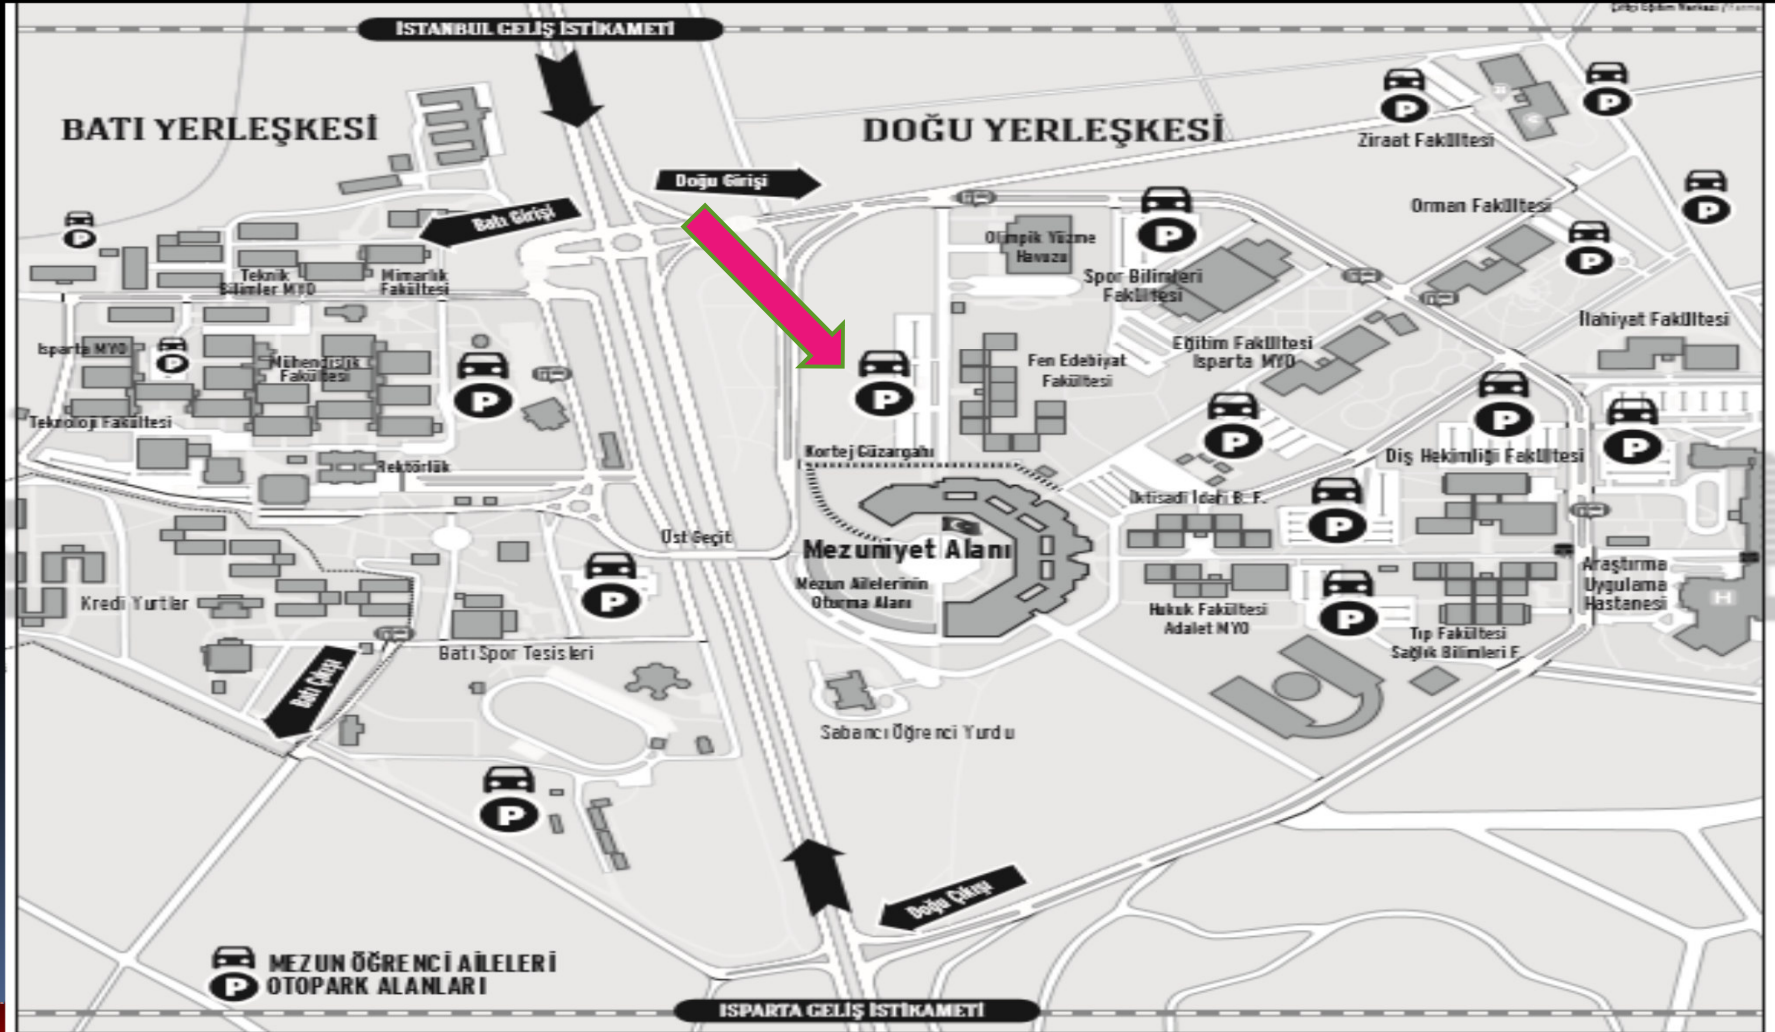 Çiftçi Eğitim Merkezi /
İSTANBUL GELİŞ İSTİKAMETİ
BATI YERLEŞKESİ
DOĞU YERLEŞKESİ
Ziraat Fakültesi
Doğu Girişi
Batı Girişi
Orman Fakültesi
Olimpik Yüzme
Havuzu
Teknik
Bilimler MYO
Mimarlık
Fakültesi
Spor Bilimleri
Fakültesi
İlahiyat Fakültesi
Isparta MYO
Mühendislik
Fakültesi
Fen Edebiyat
Fakültesi
Eğitim Fakültesi
Isparta MYO
Teknoloji Fakültesi
Rektörlük
Kortej Güzargahı
Diş Hekimliği Fakültesi
İktisadi İdari B. F.
Üst Geçit
Mezuniyet Alanı
Mezun Ailelerinin
Oturma Alanı
Araştırma
Uygulama
Hastanesi
H
Kredi Yurtlar
Hukuk Fakültesi
Adalet MYO
Tıp Fakültesi
Sağlık Bilimleri F.
Batı Spor Tesisleri
Batı Çıkışı
Sabancı Öğrenci Yurdu
Doğu Çıkışı
P MEZUN ÖĞRENCİ AİLELERİ
OTOPARK ALANLARI
ISPARTA GELİŞ İSTİKAMETİ